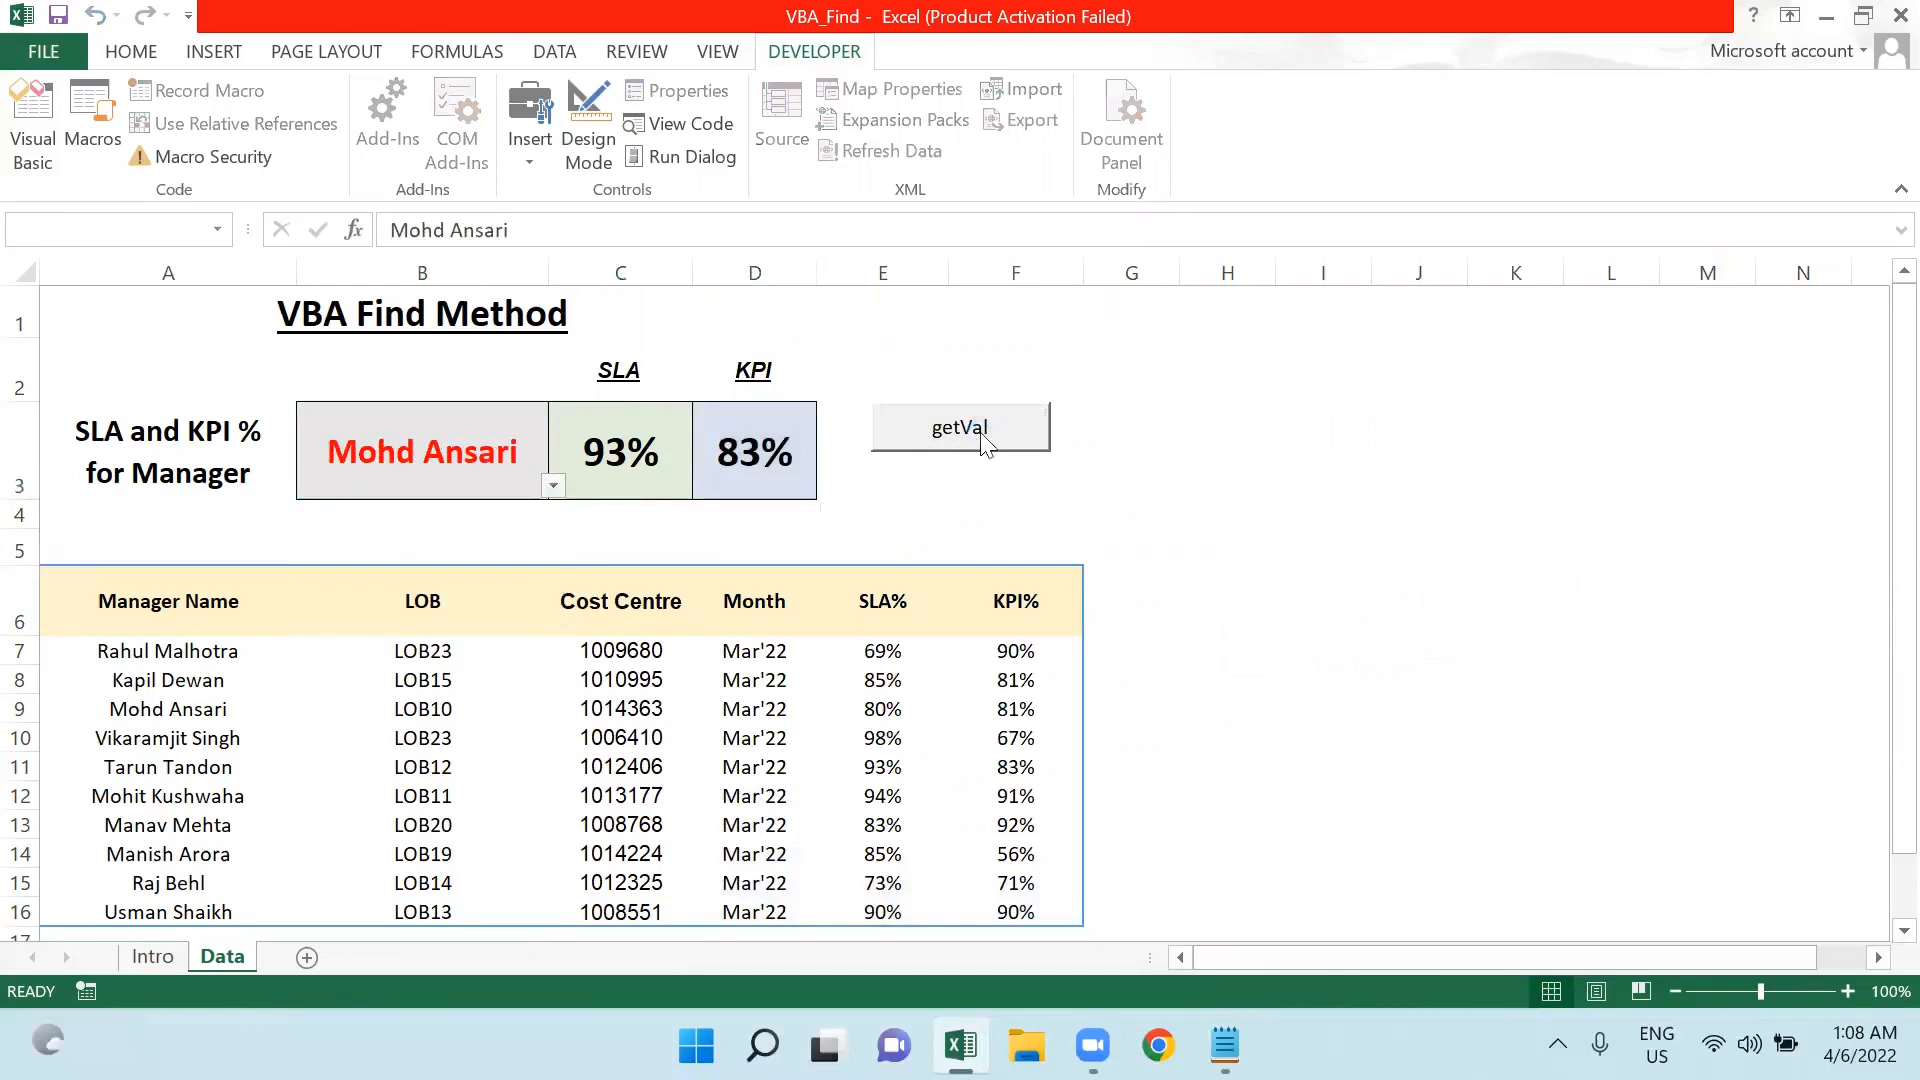 VBA_Find - Excel (Product Activation Failed)
?
FILE HOME INSERT PAGE LAYOUT FORMULAS DATA REVIEW VIEW DEVELOPER Microsoft account
Visual Basic
Macros
Record Macro
Use Relative References
Macro Security
Code
Add-Ins
COM Add-Ins
Add-Ins
Insert
Design Mode
Properties
View Code
Run Dialog
Controls
Source
Map Properties
Expansion Packs
Refresh Data
Import
Export
XML
Document Panel
Modify
fx Mohd Ansari
A B C D E F G H I J K L M N
1 VBA Find Method
2 SLA KPI
SLA and KPI %
for Manager
3 Mohd Ansari 93% 83% getVal
4
5
6 Manager Name LOB Cost Centre Month SLA% KPI%
7 Rahul Malhotra LOB23 1009680 Mar'22 69% 90%
8 Kapil Dewan LOB15 1010995 Mar'22 85% 81%
9 Mohd Ansari LOB10 1014363 Mar'22 80% 81%
10 Vikaramjit Singh LOB23 1006410 Mar'22 98% 67%
11 Tarun Tandon LOB12 1012406 Mar'22 93% 83%
12 Mohit Kushwaha LOB11 1013177 Mar'22 94% 91%
13 Manav Mehta LOB20 1008768 Mar'22 83% 92%
14 Manish Arora LOB19 1014224 Mar'22 85% 56%
15 Raj Behl LOB14 1012325 Mar'22 73% 71%
16 Usman Shaikh LOB13 1008551 Mar'22 90% 90%
17
Intro Data
READY 100%
ENG
US
1:08 AM
4/6/2022